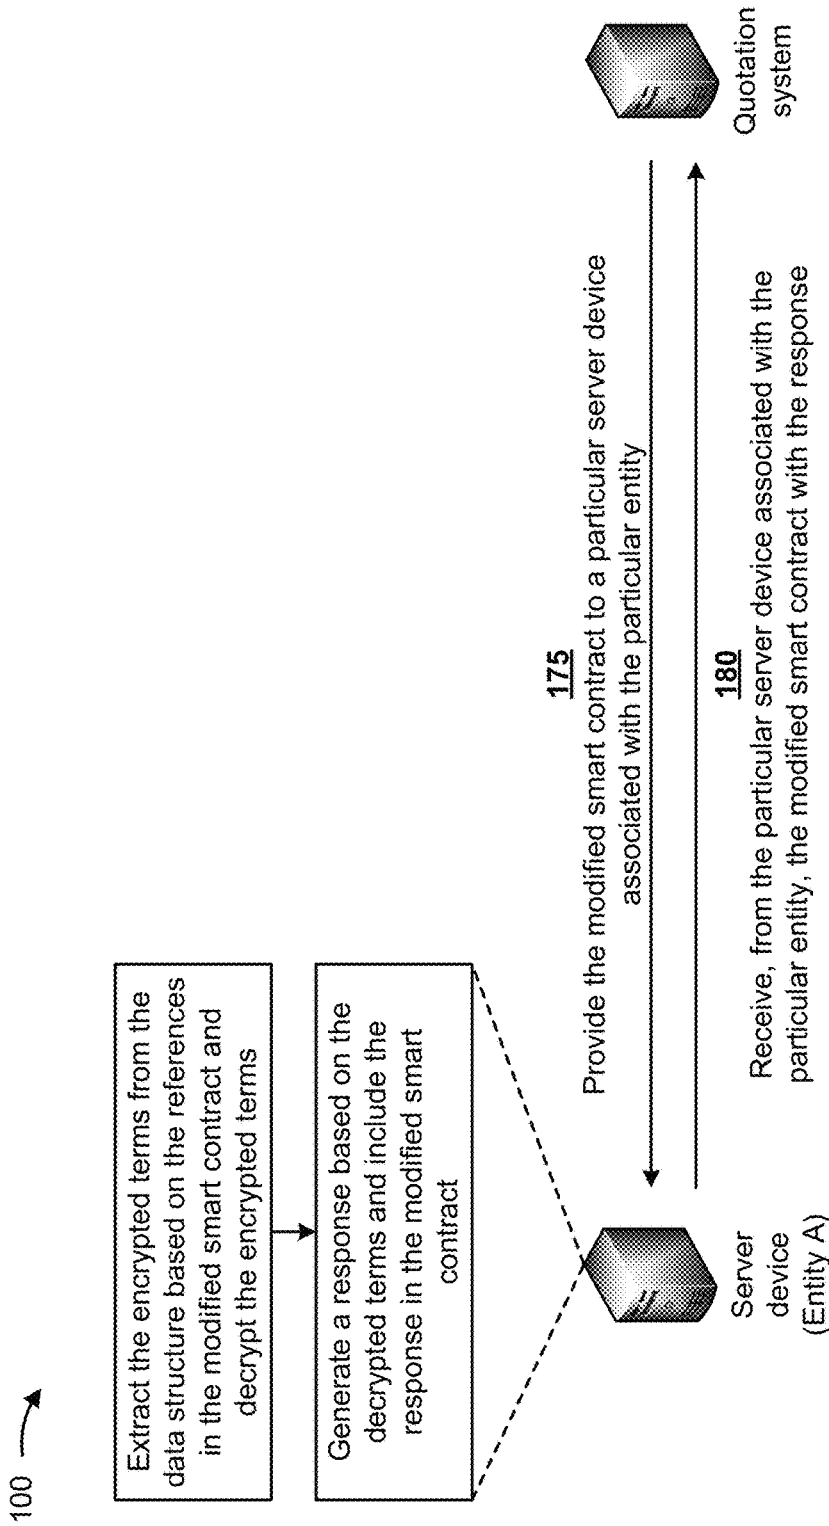 100
Extract the encrypted terms from the
data structure based on the references
in the modified smart contract and
decrypt the encrypted terms
Generate a response based on the
decrypted terms and include the
response in the modified smart
contract
175
Provide the modified smart contract to a particular server device
associated with the particular entity
180
Receive, from the particular server device associated with the
particular entity, the modified smart contract with the response
Server
device
(Entity A)
Quotation
system